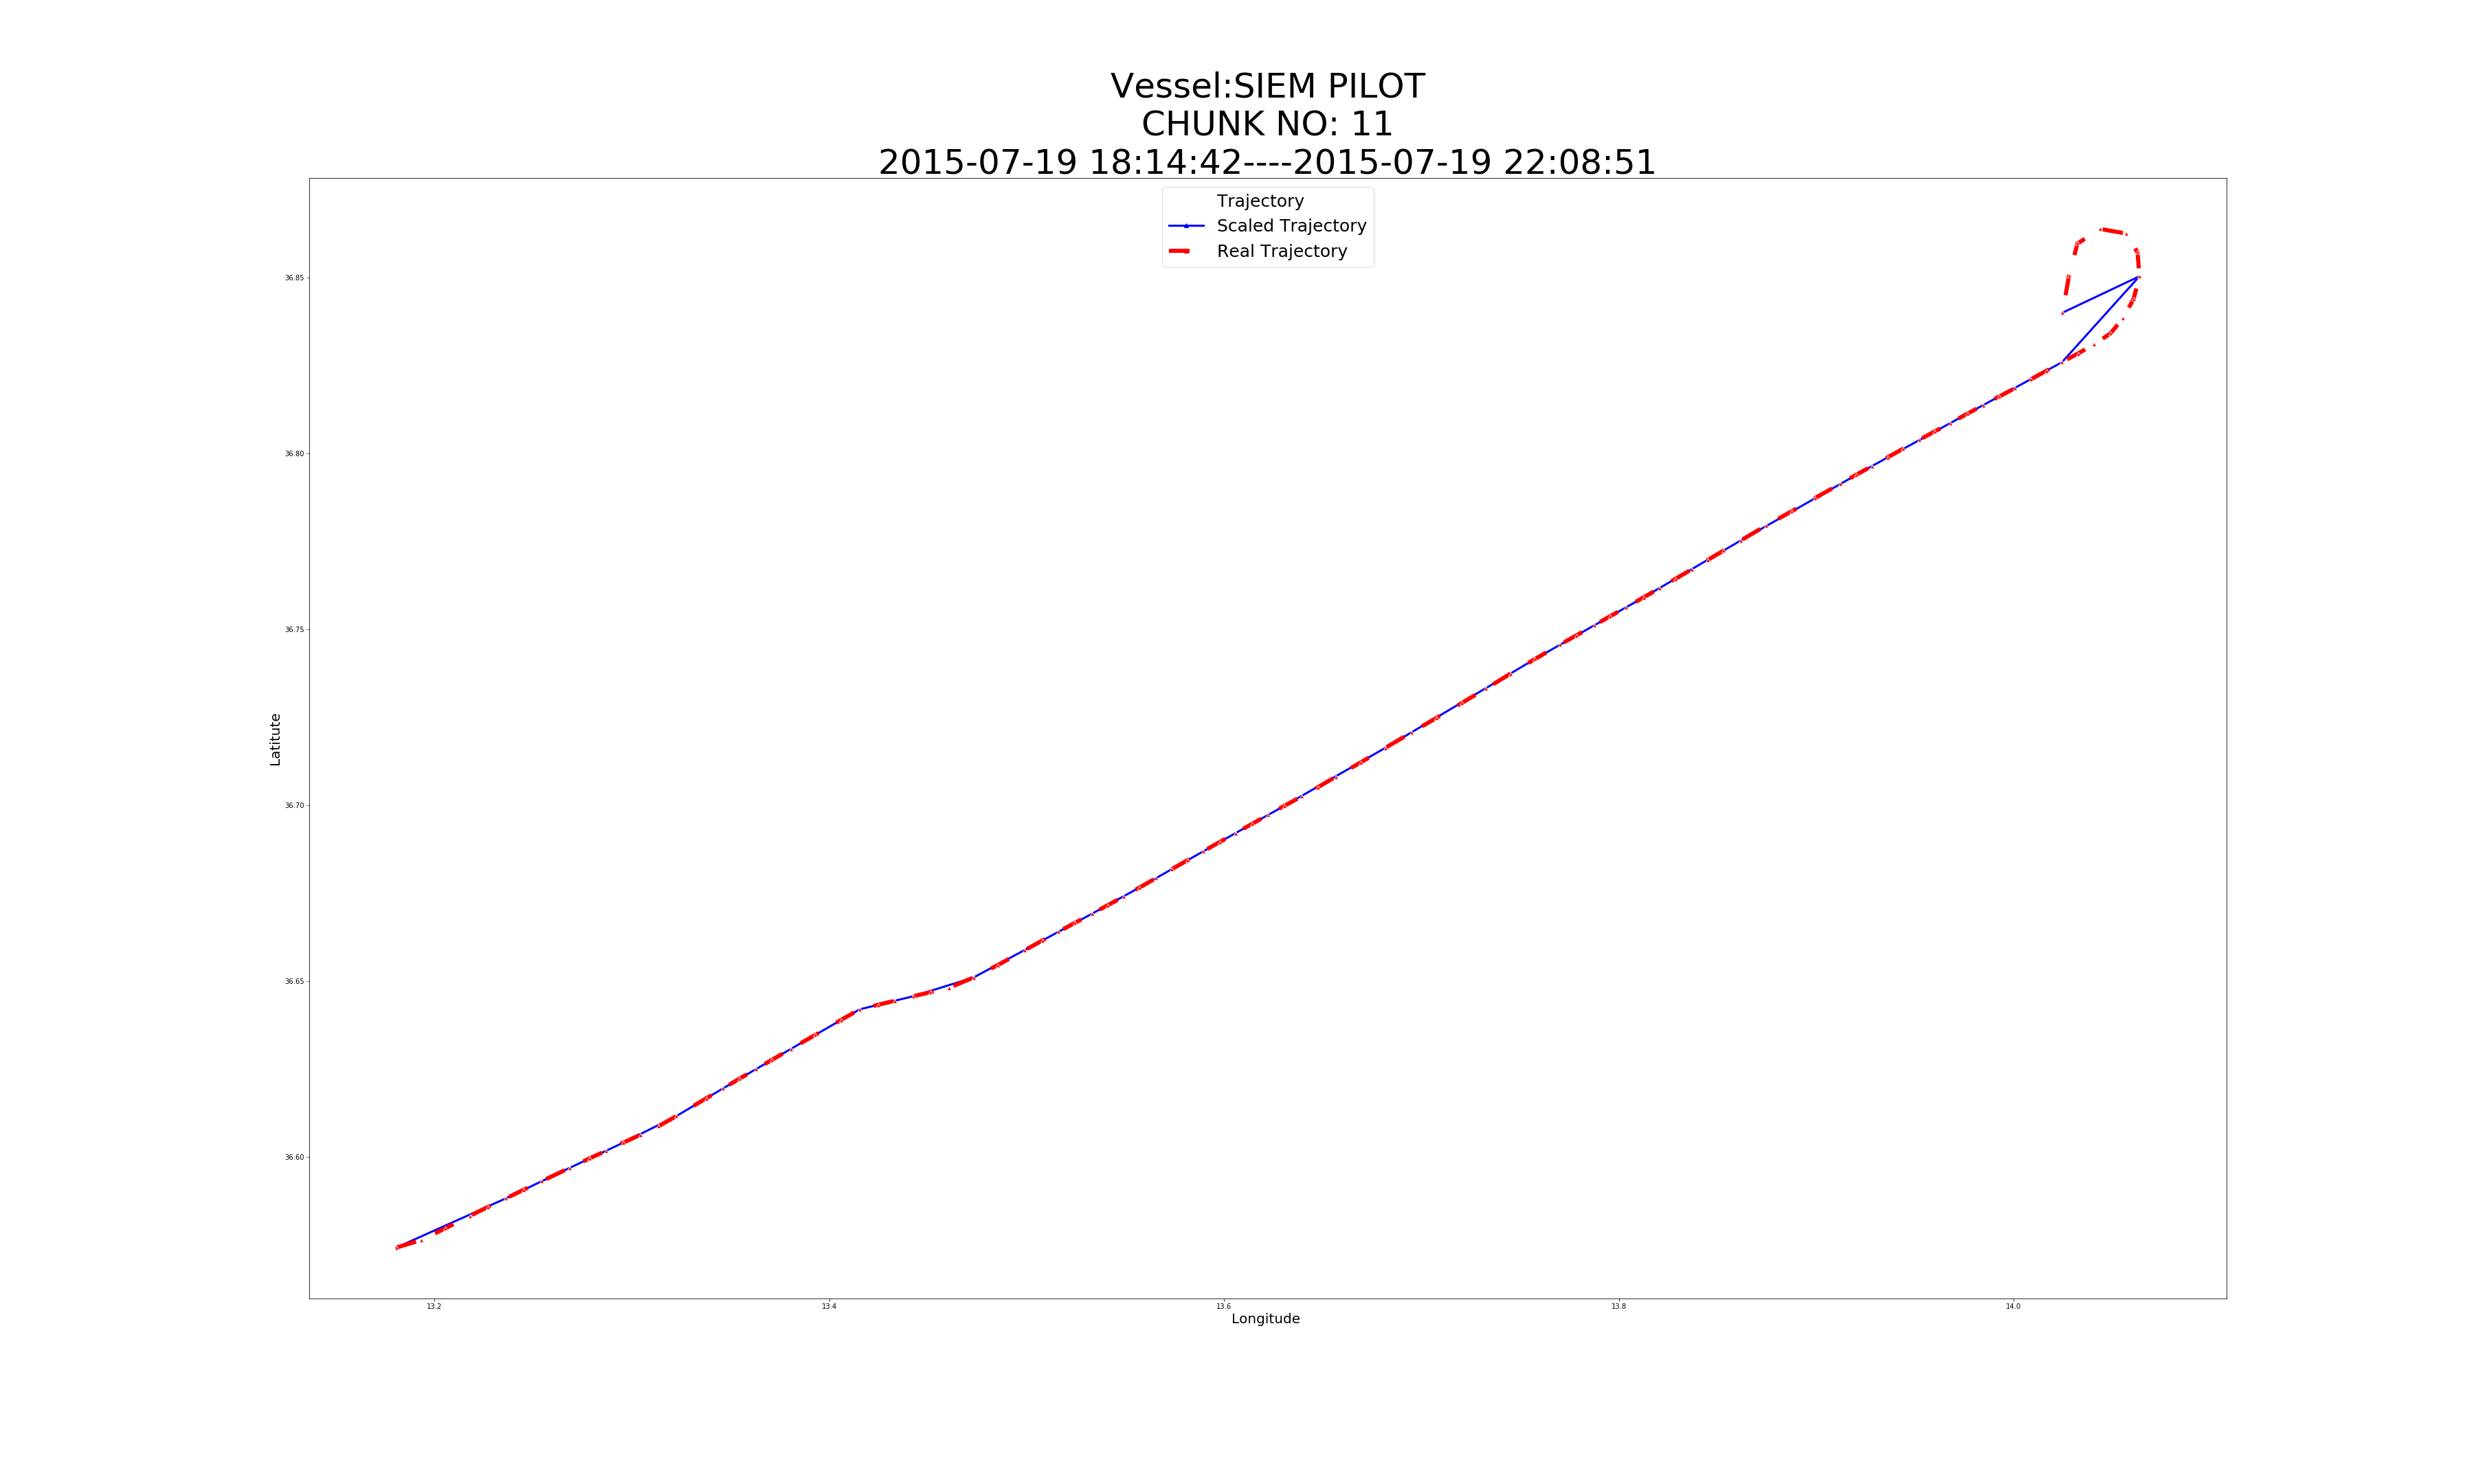 Vessel:SIEM PILOT
CHUNK NO: 11
2015-07-19 18:14:42----2015-07-19 22:08:51
Trajectory
Scaled Trajectory
Real Trajectory
36.85
36.80
36.75
36.70
36.65
36.60
Latitute
13.2
13.4
13.6
13.8
14.0
Longitude